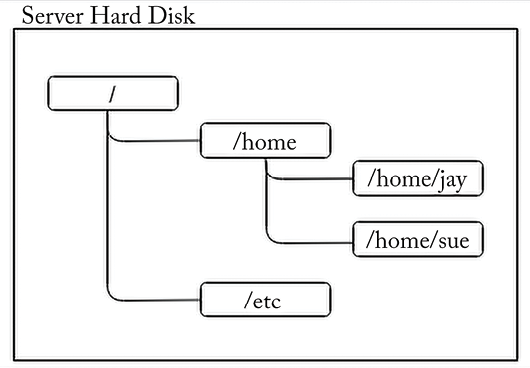 Server Hard Disk
/
/home
/home/jay
/home/sue
/etc